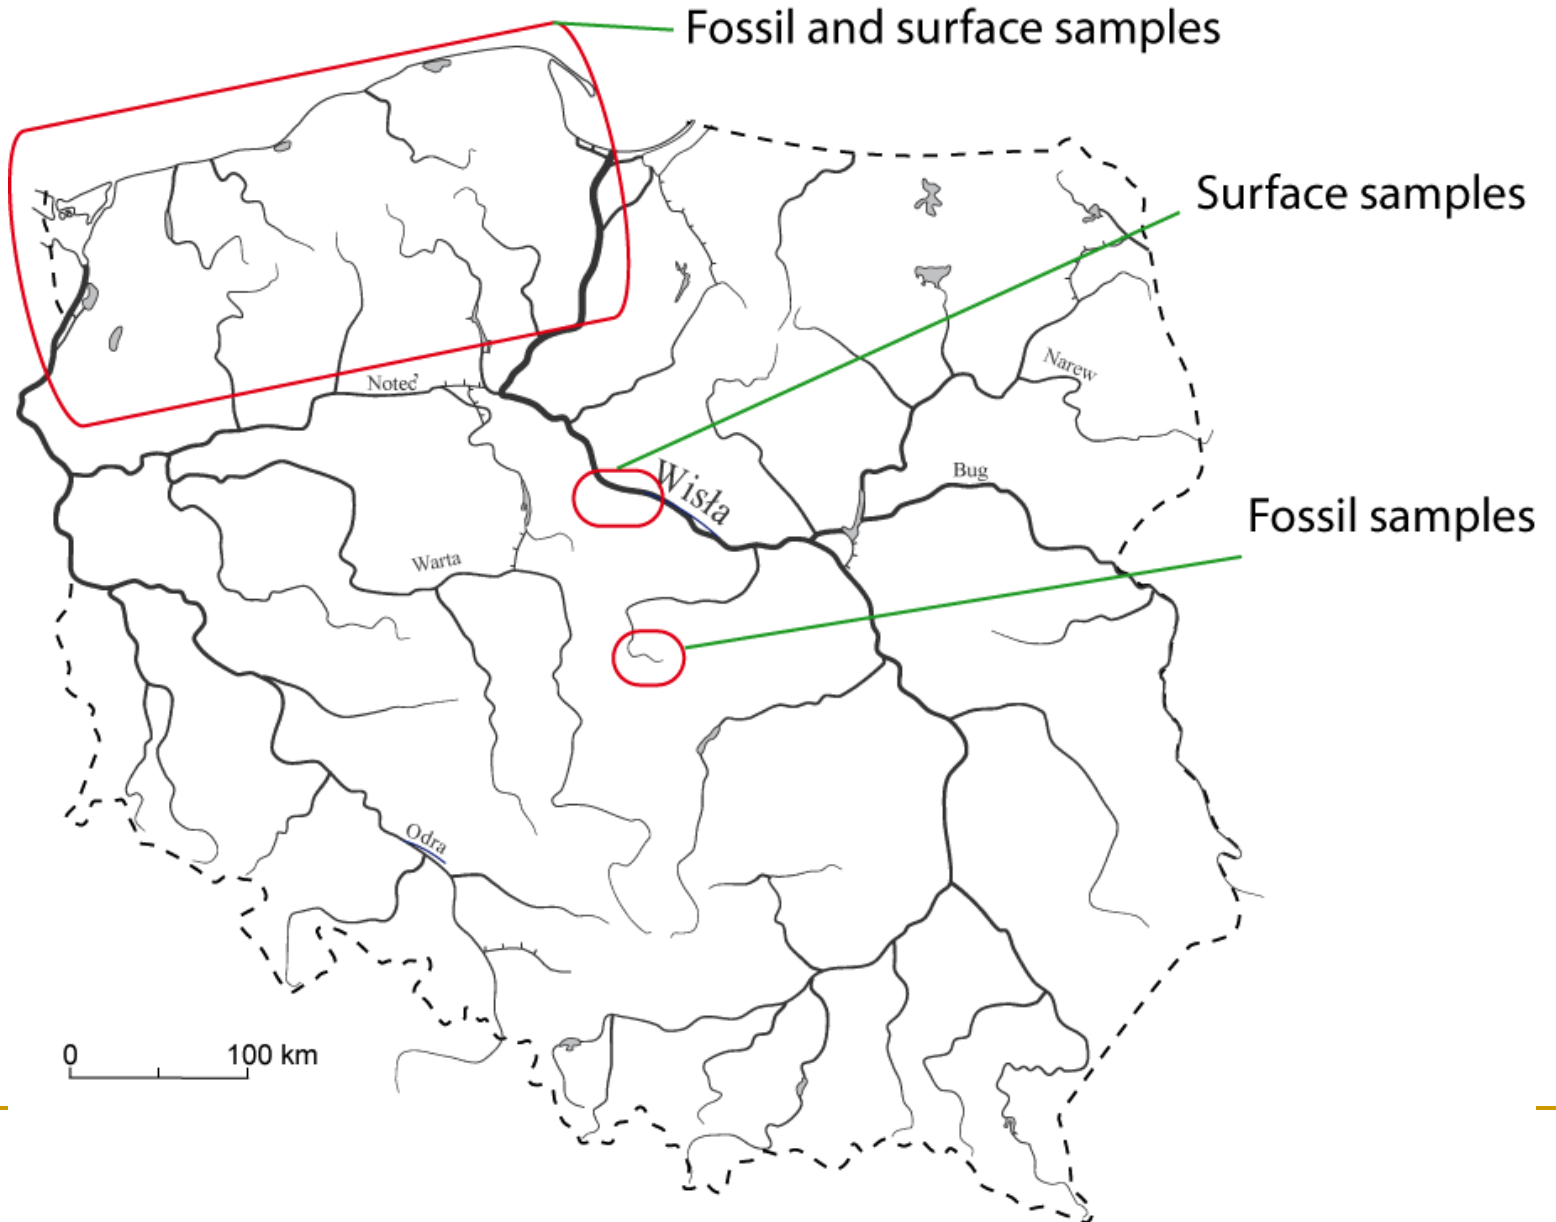 Fossil and surface samples
Surface samples
Narew
Noteć
Wisła
Bug
Fossil samples
Warta
Odra
0 100 km